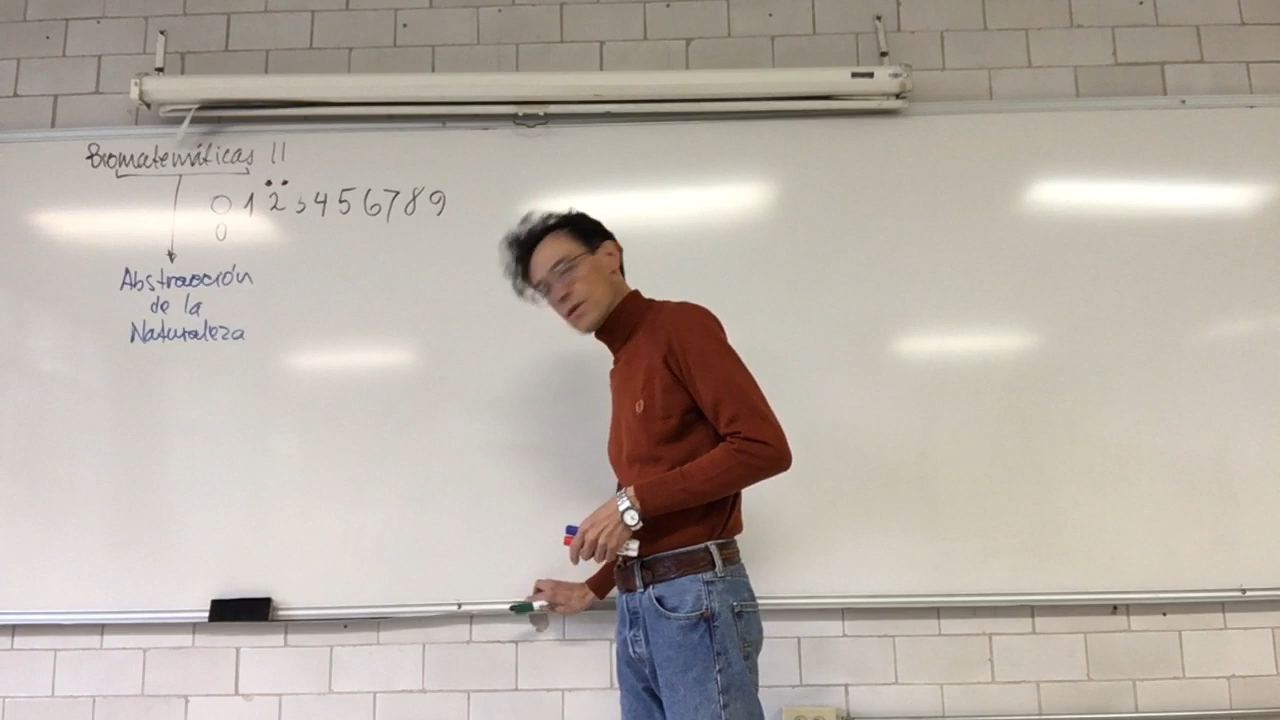 Biomatemáticas II
0 1 2 3 4 5 6 7 8 9
0
Abstracción
de la
Naturaleza